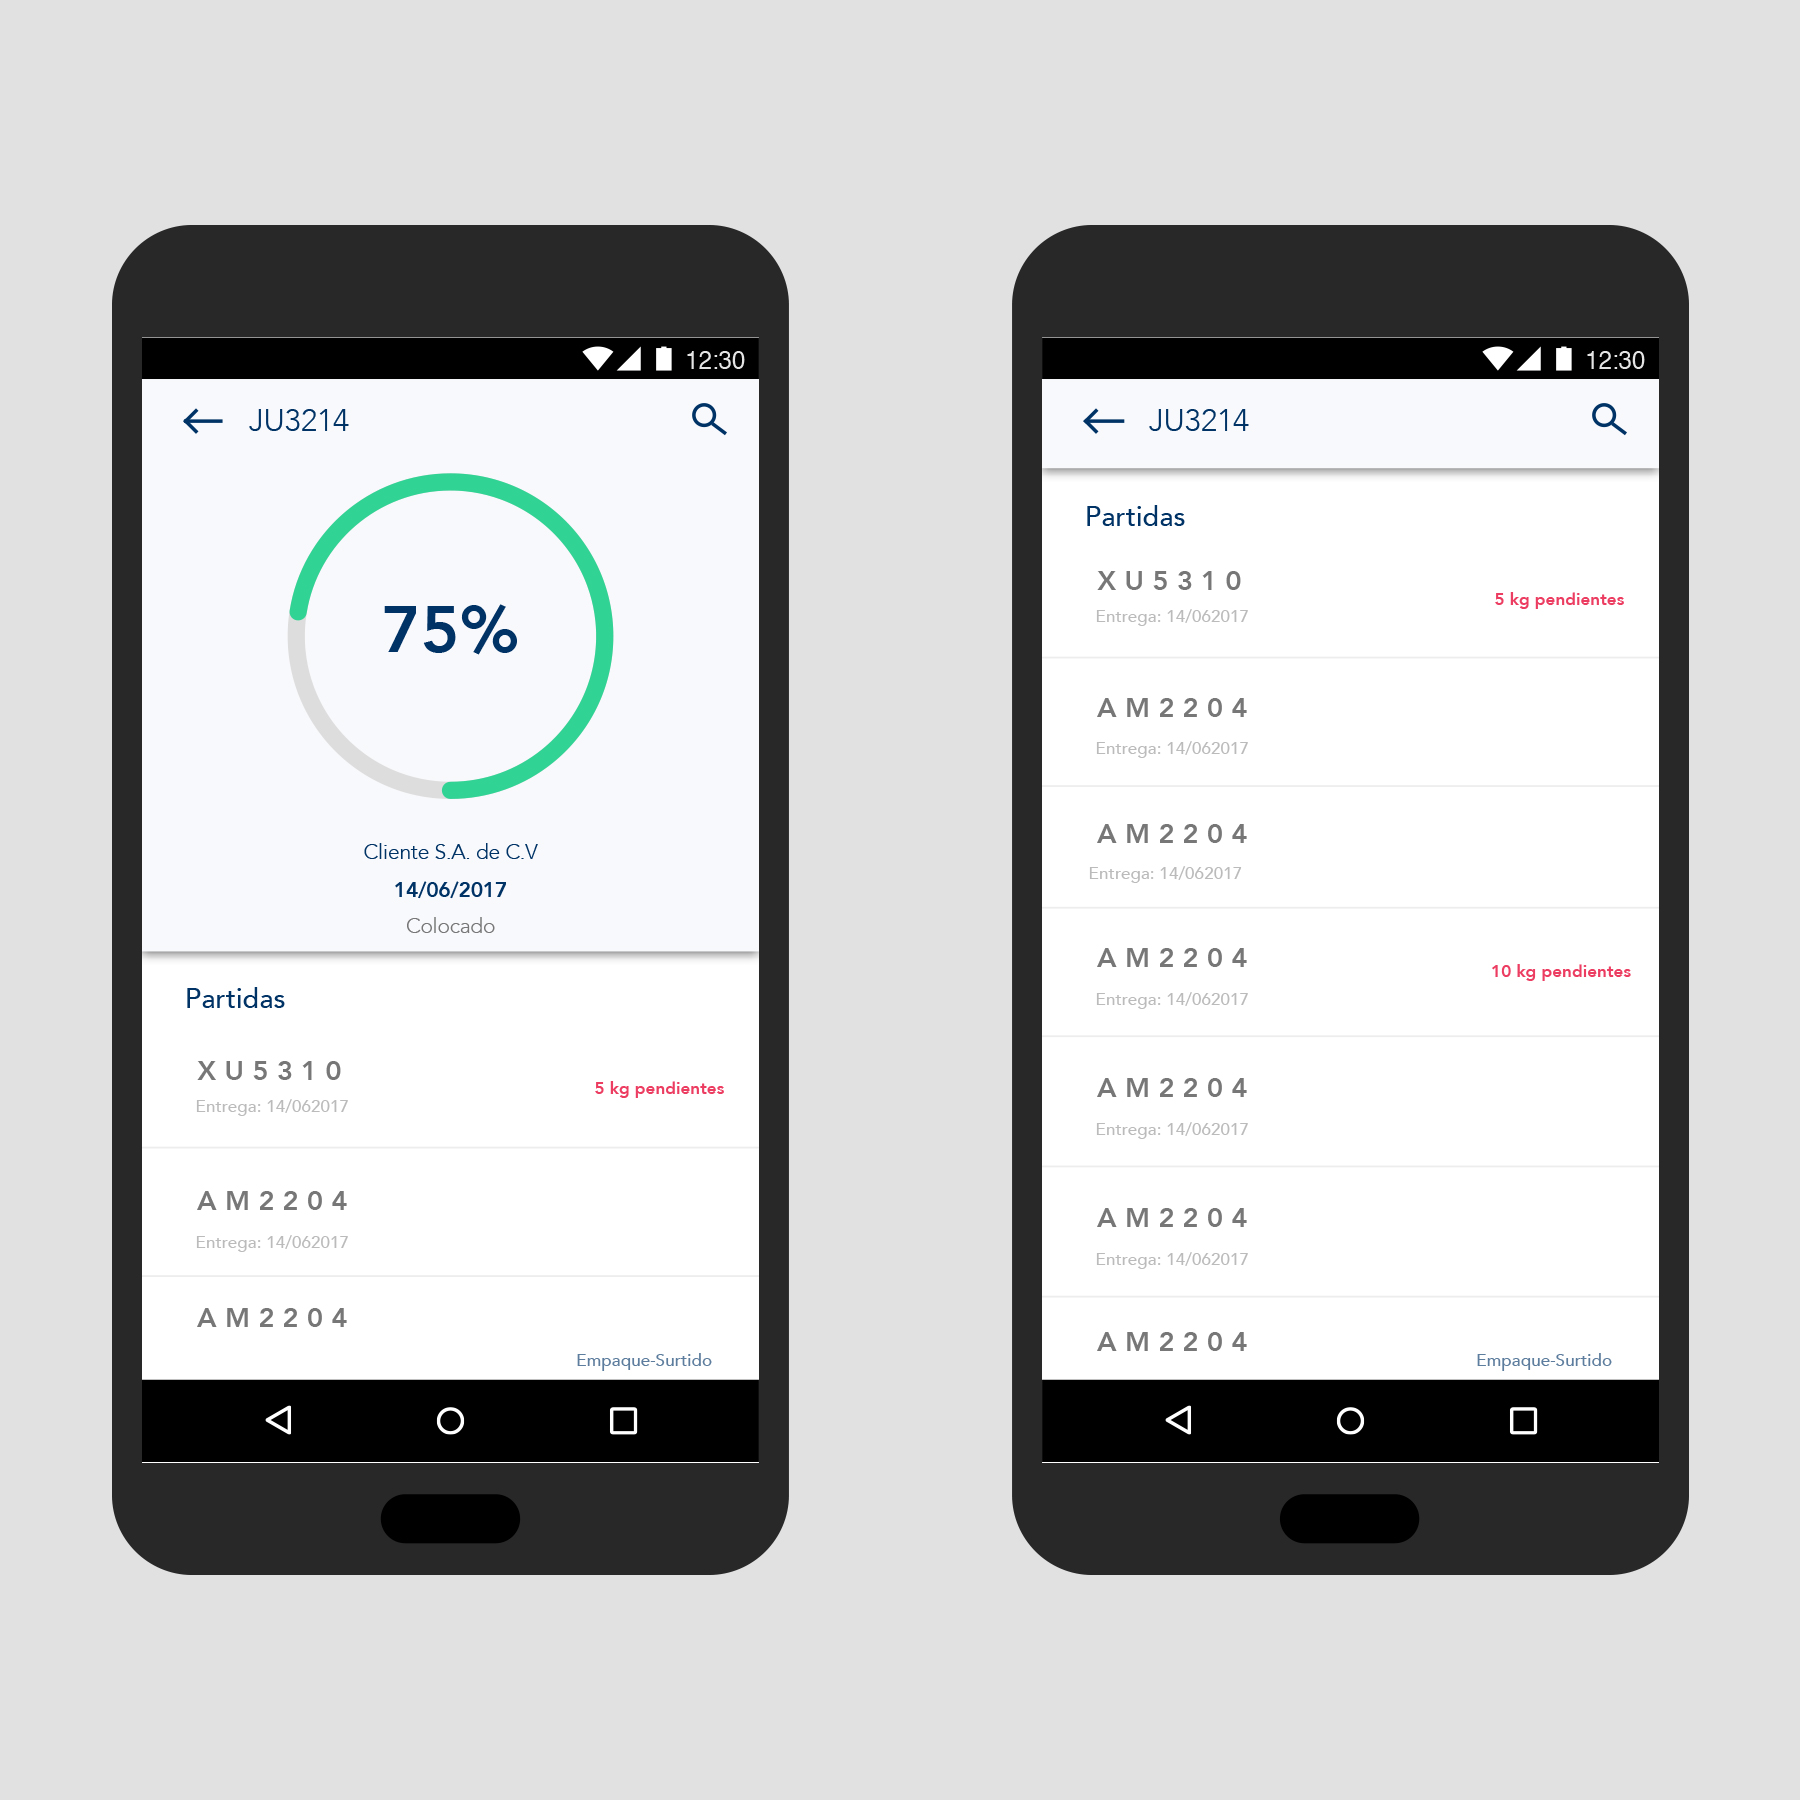 12:30
JU3214
75%
Cliente S.A. de C.V
14/06/2017
Colocado
Partidas
XU5310
5 kg pendientes
Entrega: 14/062017
AM2204
Entrega: 14/062017
AM2204
Empaque-Surtido
12:30
JU3214
Partidas
XU5310
5 kg pendientes
Entrega: 14/062017
AM2204
Entrega: 14/062017
AM2204
Entrega: 14/062017
AM2204
10 kg pendientes
Entrega: 14/062017
AM2204
Entrega: 14/062017
AM2204
Entrega: 14/062017
AM2204
Empaque-Surtido